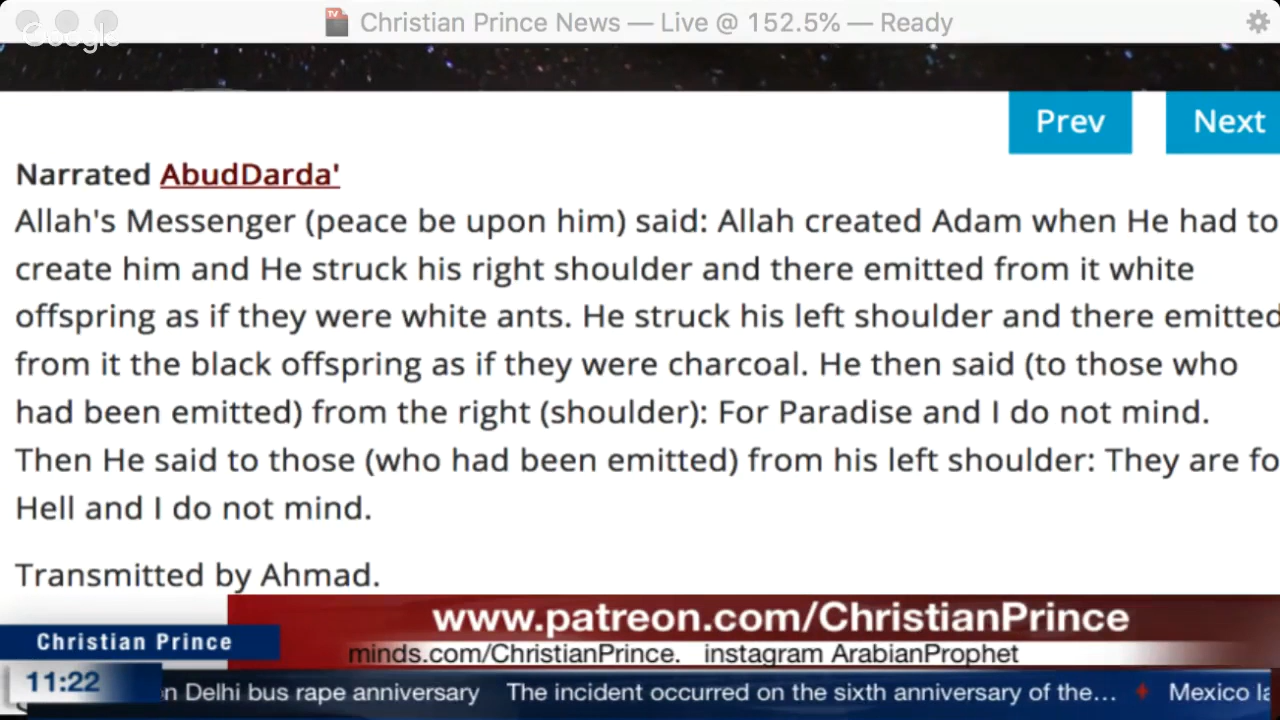 Christian Prince News — Live @ 152.5% — Ready
Google
Prev
Next
Narrated AbudDarda'
Allah's Messenger (peace be upon him) said: Allah created Adam when He had to
create him and He struck his right shoulder and there emitted from it white
offspring as if they were white ants. He struck his left shoulder and there emitted
from it the black offspring as if they were charcoal. He then said (to those who
had been emitted) from the right (shoulder): For Paradise and I do not mind.
Then He said to those (who had been emitted) from his left shoulder: They are fo
Hell and I do not mind.
Transmitted by Ahmad.
www.patreon.com/ChristianPrince
Christian Prince
minds.com/ChristianPrince. instagram ArabianProphet
11:22
n Delhi bus rape anniversary The incident occurred on the sixth anniversary of the... Mexico la